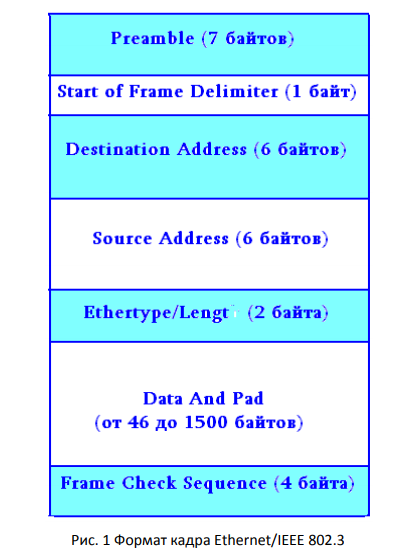 Preamble (7 байтов)
Start of Frame Delimiter (1 байт)
Destination Address (6 байтов)
Source Address (6 байтов)
Ethertype/Lengt (2 байта)
Data And Pad
(от 46 до 1500 байтов)
Frame Check Sequence (4 байта)
Рис. 1 Формат кадра Ethernet/IEEE 802.3